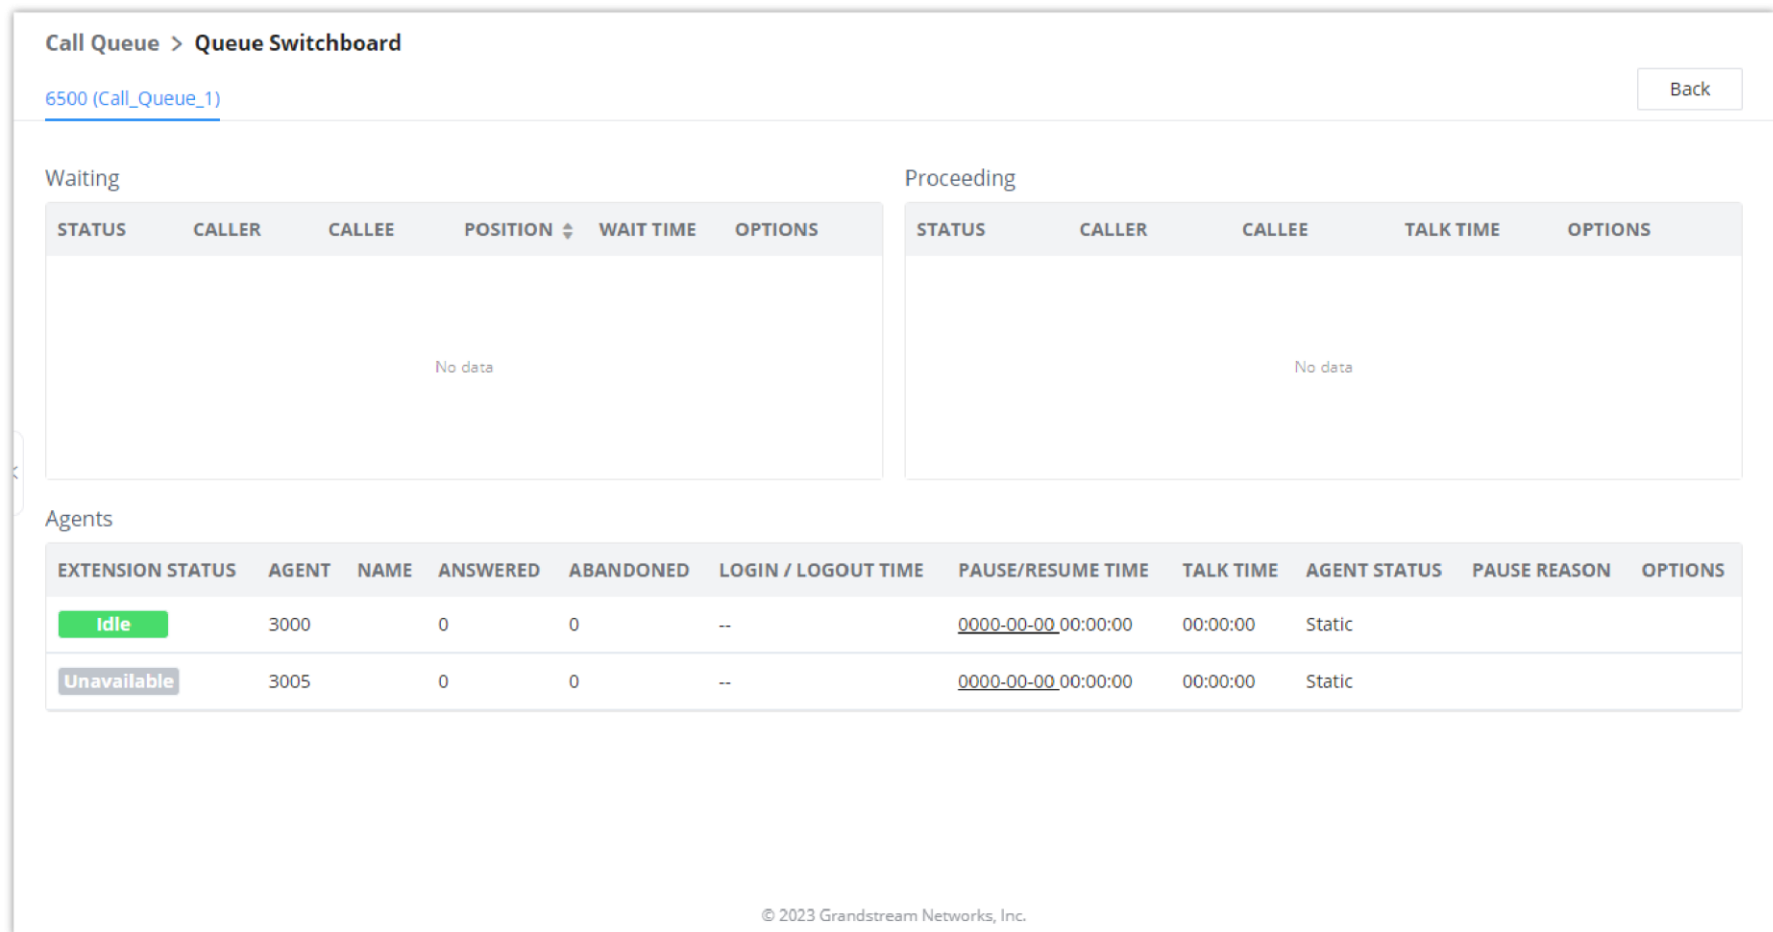 Call Queue > Queue Switchboard
6500 (Call_Queue_1)
Back
Waiting
STATUS CALLER CALLEE POSITION WAIT TIME OPTIONS
No data
Proceeding
STATUS CALLER CALLEE TALK TIME OPTIONS
No data
Agents
EXTENSION STATUS AGENT NAME ANSWERED ABANDONED LOGIN / LOGOUT TIME PAUSE/RESUME TIME TALK TIME AGENT STATUS PAUSE REASON OPTIONS
Idle 3000 0 0 -- 0000-00-00 00:00:00 00:00:00 Static
Unavailable 3005 0 0 -- 0000-00-00 00:00:00 00:00:00 Static
© 2023 Grandstream Networks, Inc.